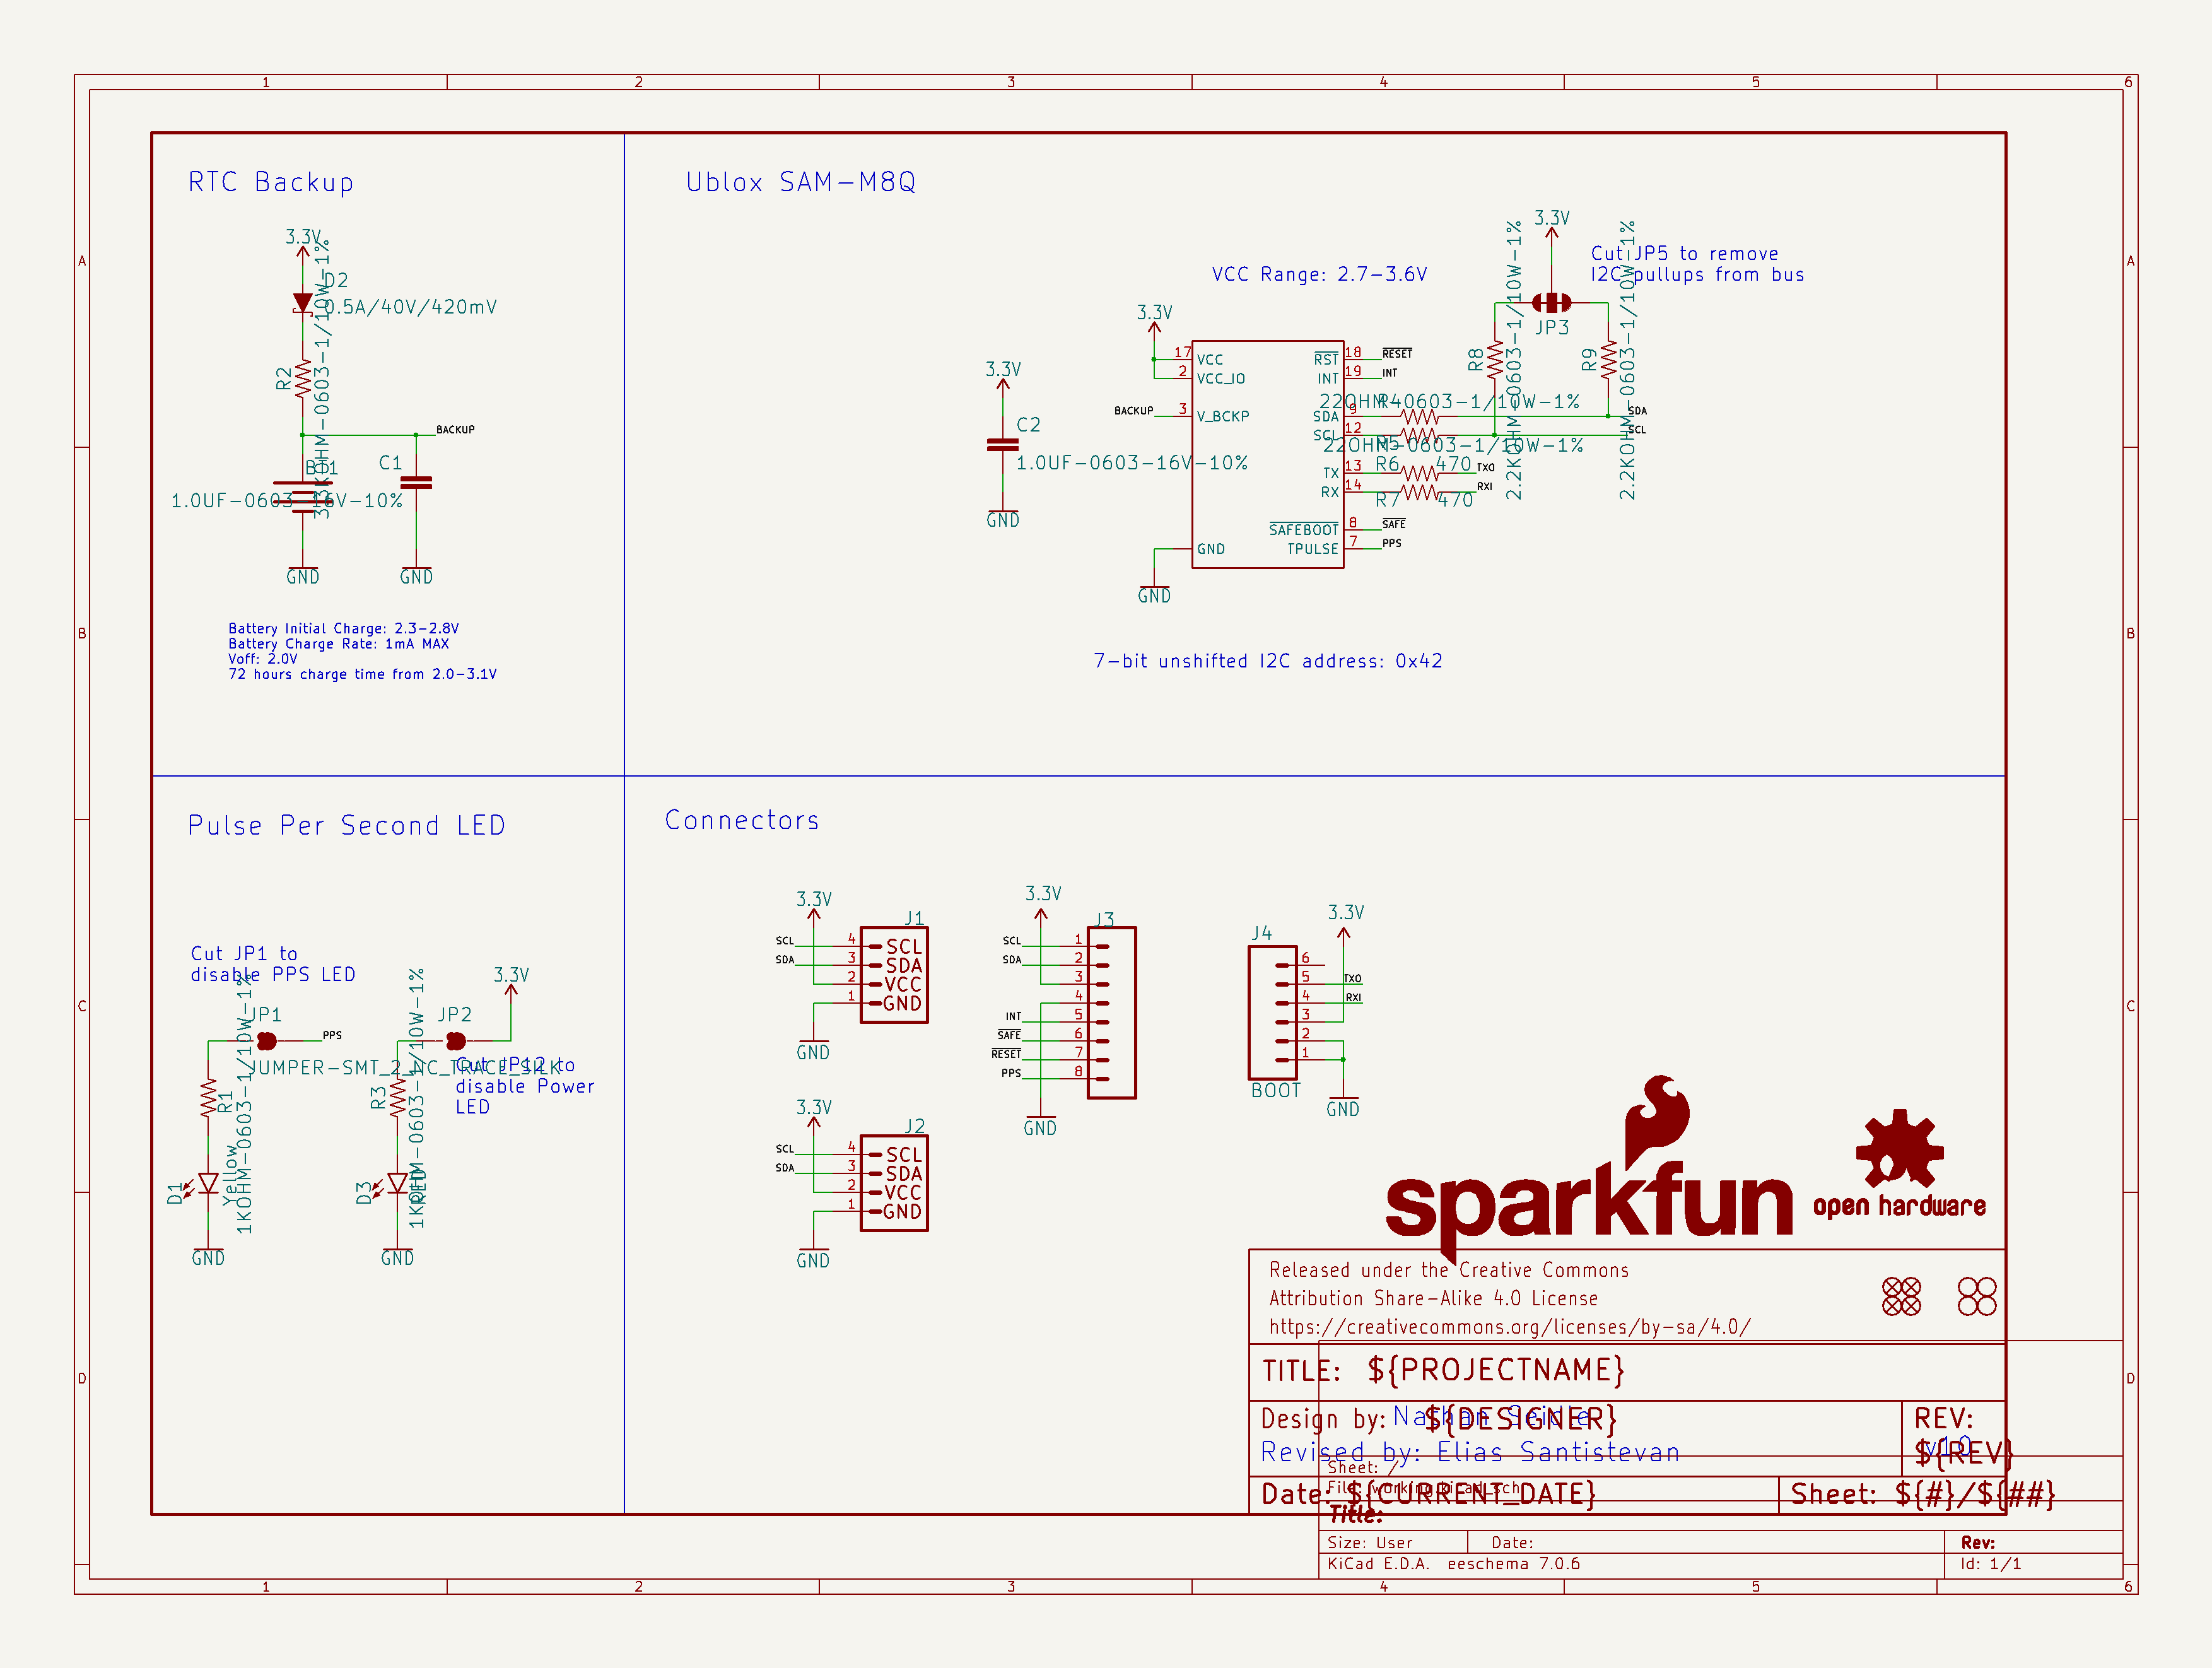 1 2 3 4 5 6
A
B
C
D
A
B
C
D
1 2 3 4 5 6
RTC Backup
3.3V
D2
0.5A/40V/420mV
R2
33KOHM-0603-1/10W-1%
BACKUP
BT1
C1
1.0UF-0603-16V-10%
GND
GND
Battery Initial Charge: 2.3-2.8V
Battery Charge Rate: 1mA MAX
Voff: 2.0V
72 hours charge time from 2.0-3.1V
Ublox SAM-M8Q
VCC Range: 2.7-3.6V
3.3V
Cut JP5 to remove
I2C pullups from bus
JP3
R8
2.2KOHM-0603-1/10W-1%
R9
2.2KOHM-0603-1/10W-1%
3.3V
3.3V
C2
1.0UF-0603-16V-10%
GND
BACKUP
17 VCC
2 VCC_IO
3 V_BCKP
GND
GND
RST 18 RESET
INT 19 INT
SDA 9
R4
22OHM-0603-1/10W-1%
SDA
SCL 12
R5
22OHM-0603-1/10W-1%
SCL
TX 13 R6 470 TXO
RX 14 R7 470 RXI
SAFEBOOT 8 SAFE
TPULSE 7 PPS
7-bit unshifted I2C address: 0x42
Pulse Per Second LED
Cut JP1 to
disable PPS LED
JP1
PPS
JUMPER-SMT_2_NC_TRACE_SILK
R1
1KOHM-0603-1/10W-1%
D1
Yellow
GND
3.3V
JP2
Cut JP12 to
disable Power
LED
R3
1KOHM-0603-1/10W-1%
D3
RED
GND
Connectors
3.3V
J1
SCL 4 SCL
SDA 3 SDA
2 VCC
1 GND
GND
3.3V
J2
SCL 4 SCL
SDA 3 SDA
2 VCC
1 GND
GND
3.3V
J3
SCL 1
SDA 2
3
4
INT 5
SAFE 6
RESET 7
PPS 8
GND
J4
3.3V
6
5 TXO
4 RXI
3
2
1
BOOT
GND
sparkfun
open hardware
Released under the Creative Commons
Attribution Share-Alike 4.0 License
https://creativecommons.org/licenses/by-sa/4.0/
TITLE: ${PROJECTNAME}
Design by: ${DESIGNER}
Nathan Seidle
Revised by: Elias Santistevan
REV:
${REV}
v10
Date: ${CURRENT_DATE}
Sheet: ${#}/${##}
Sheet: /
File: working.kicad_sch
Title:
Size: User
Date:
Rev:
KiCad E.D.A. eeschema 7.0.6
Id: 1/1